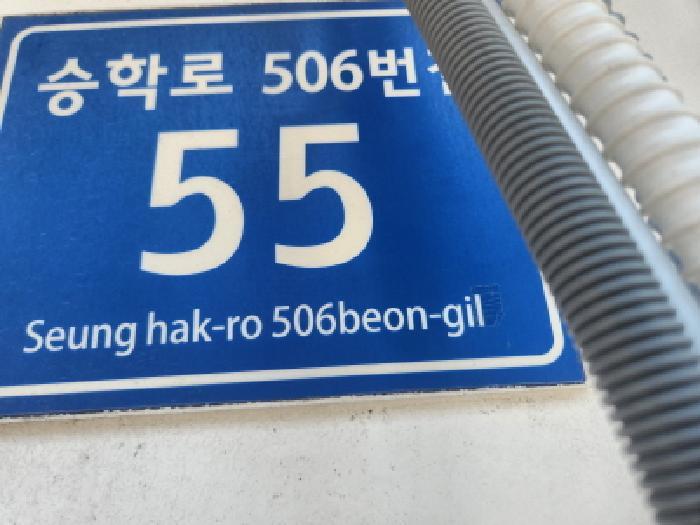 승학로 506번
55
Seung hak-ro 506beon-gil